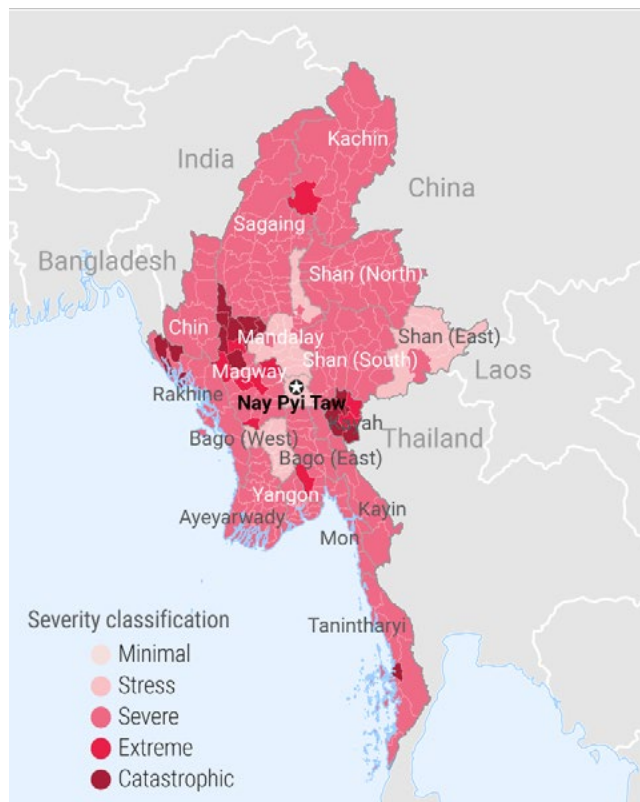 Kachin
India
China
Sagaing
Bangladesh
Shan (North)
Chin
Mandalay
Shan (East)
Shan (South)
Magway
Laos
Rakhine
Nay Pyi Taw
yah
Thailand
Bago (West)
Bago (East)
Yangon
Kayin
Ayeyarwady
Mon
Tanintharyi
Severity classification
Minimal
Stress
Severe
Extreme
Catastrophic